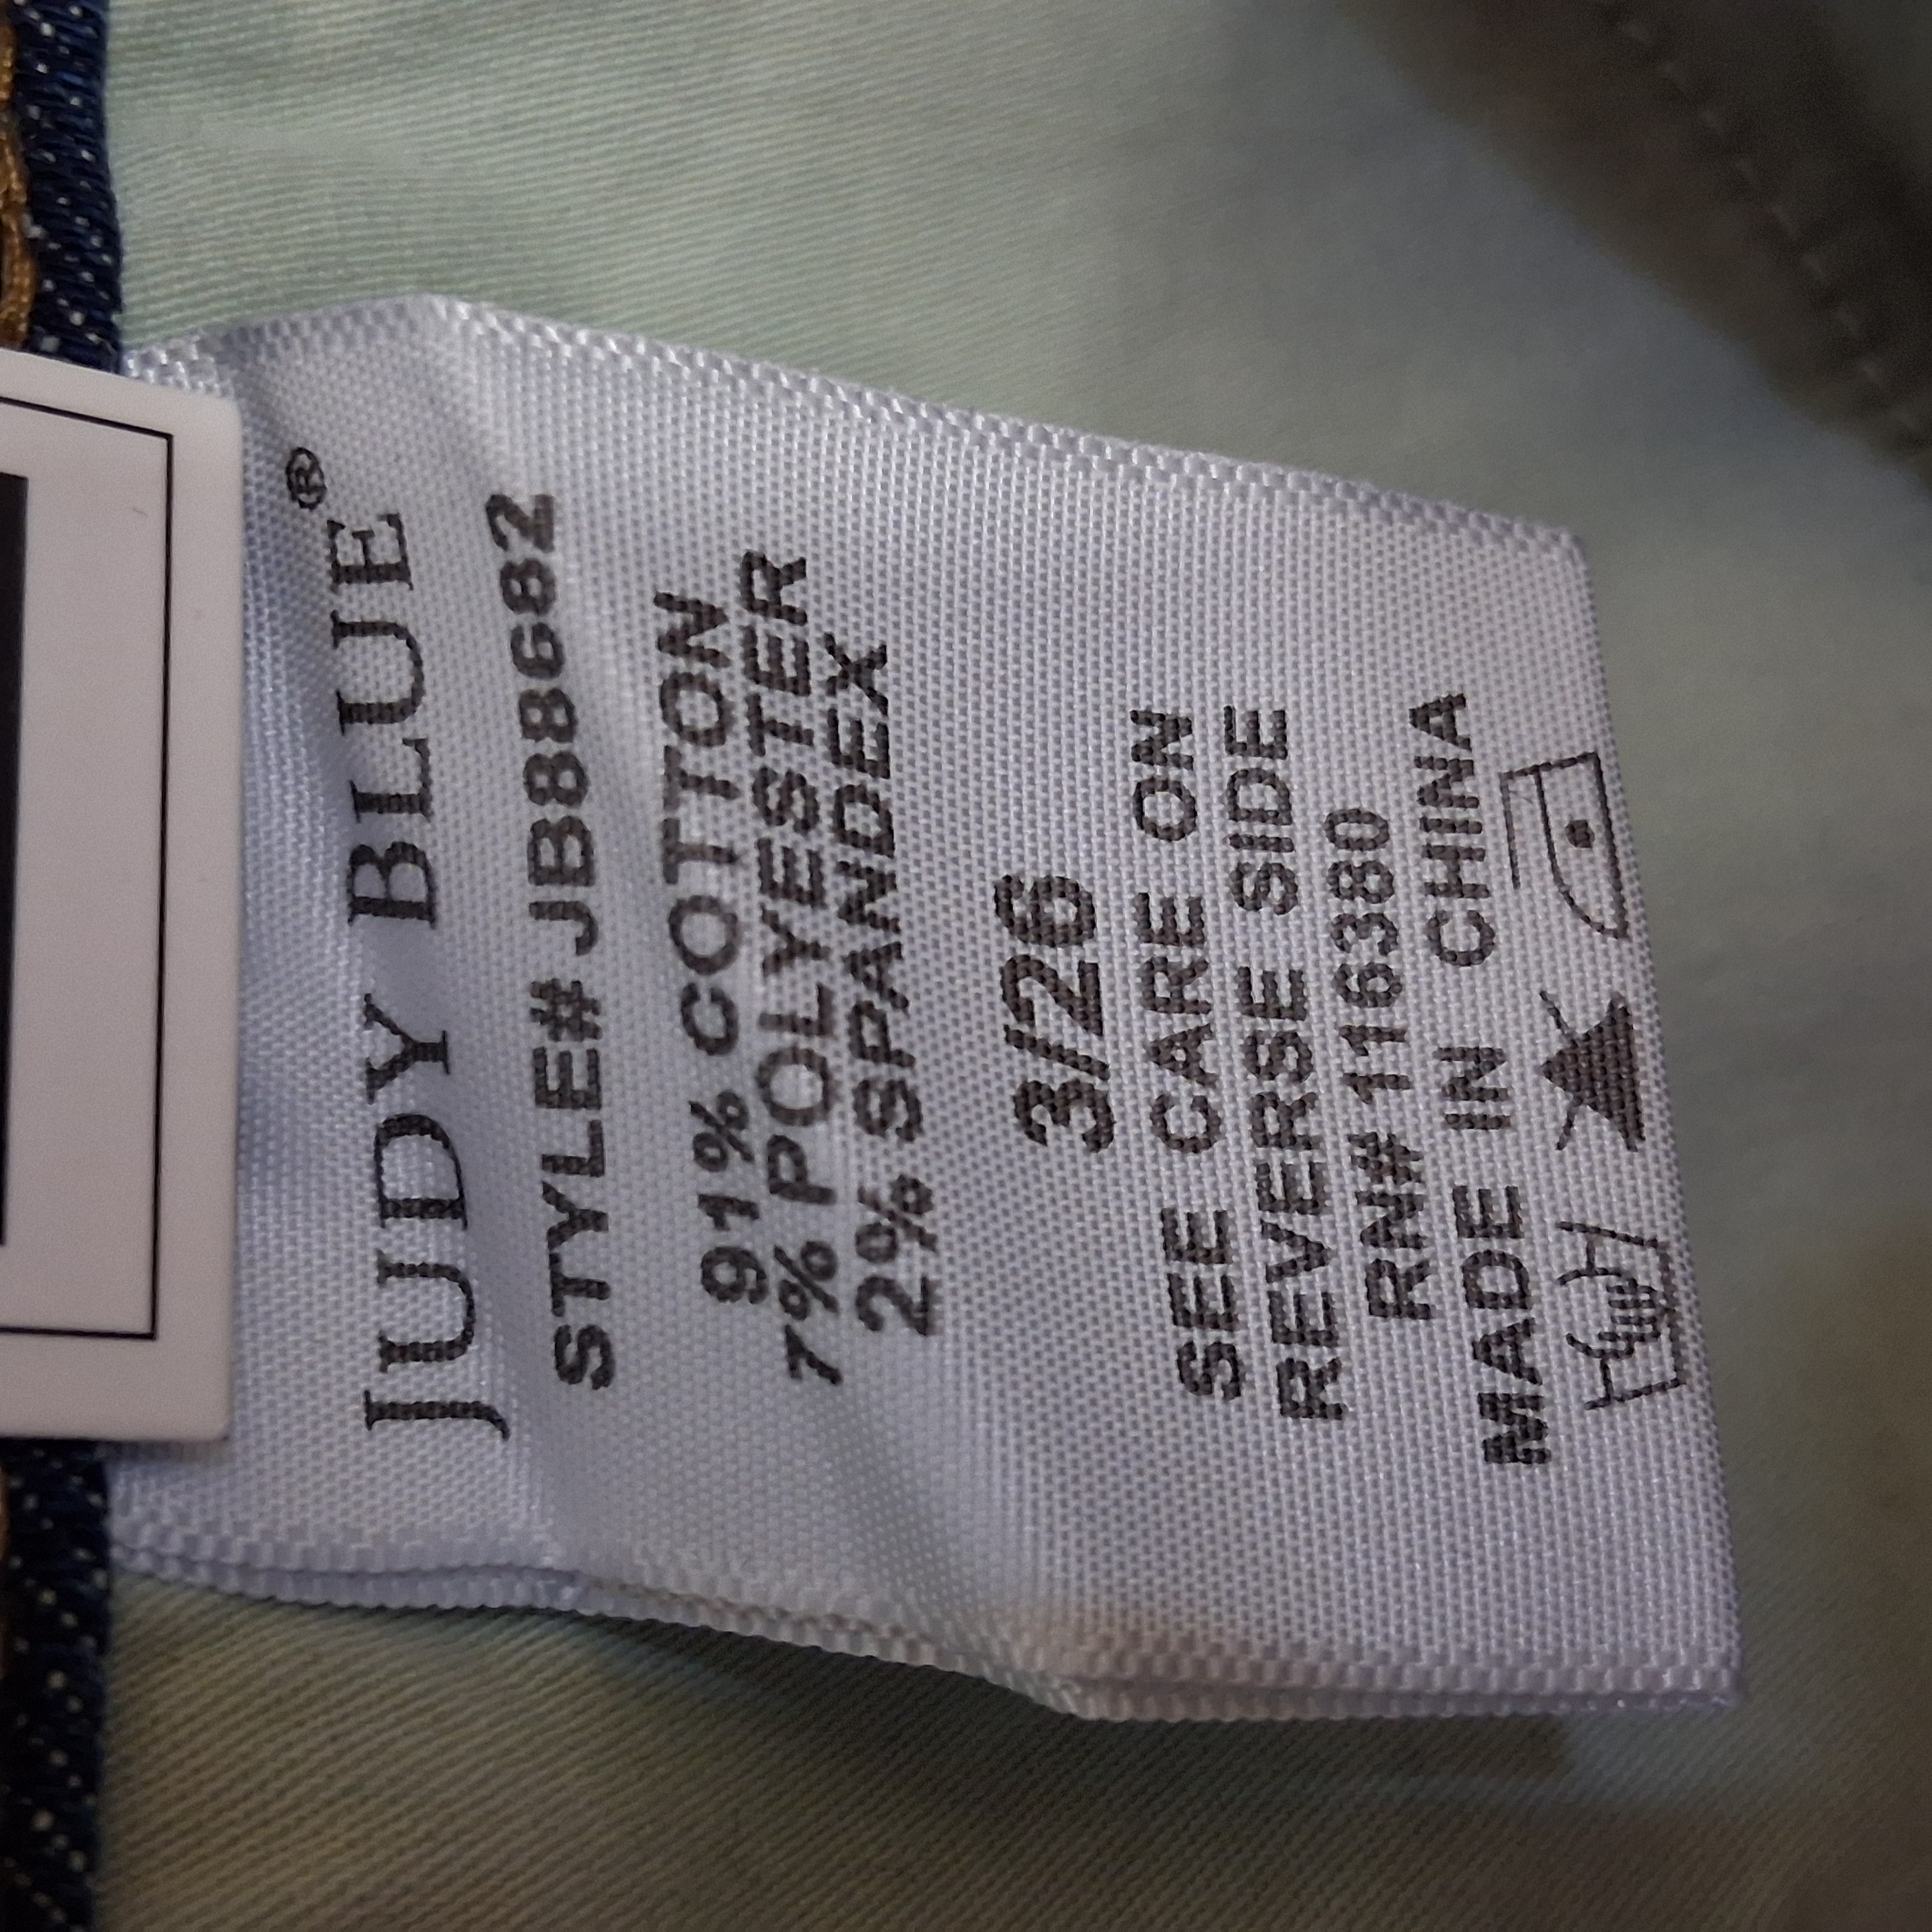 JUDY BLUE®
STYLE# JB88682
91% COTTON
7% POLYESTER
2% SPANDEX
3/26
SEE CARE ON
REVERSE SIDE
RN# 116380
MADE IN CHINA